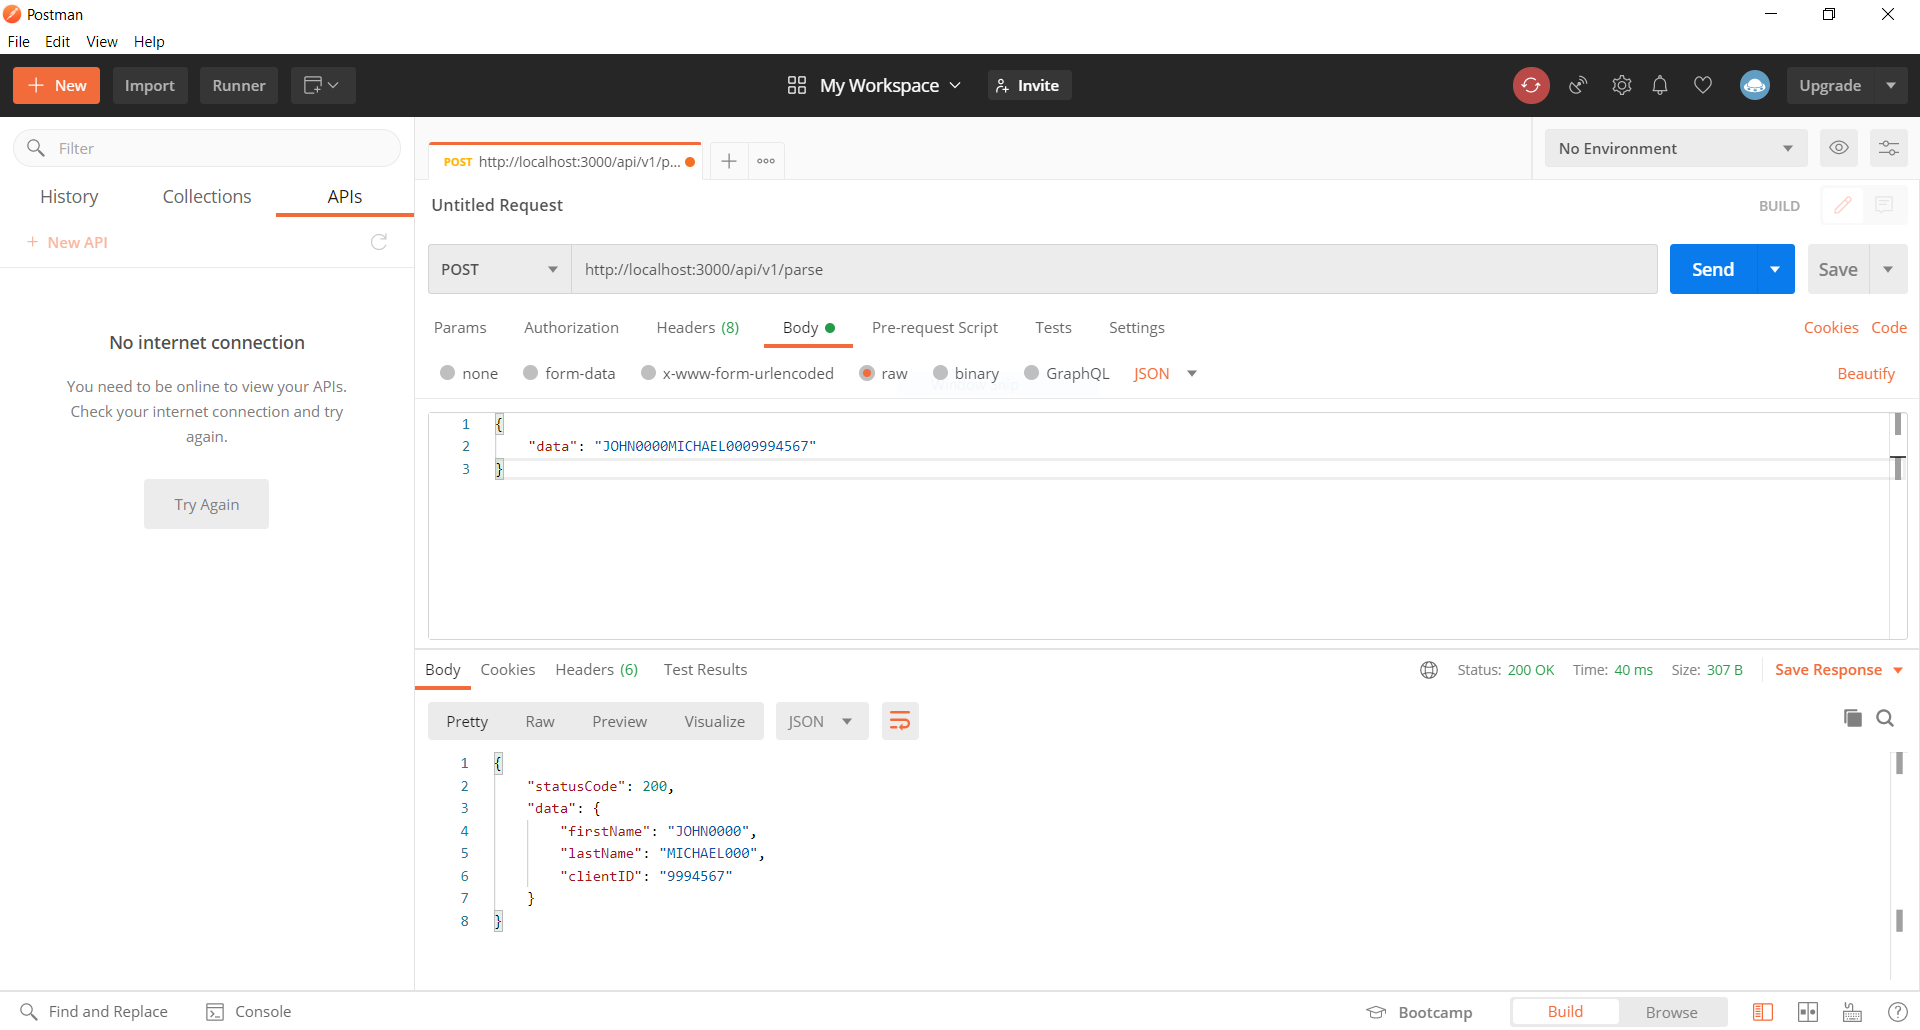 Postman
File Edit View Help
+ New Import Runner My Workspace Invite Upgrade
Filter
History Collections APIs
+ New API
No internet connection
You need to be online to view your APIs.
Check your internet connection and try
again.
Try Again
POST http://localhost:3000/api/v1/p...
No Environment
Untitled Request
BUILD
POST http://localhost:3000/api/v1/parse Send Save
Params Authorization Headers (8) Body Pre-request Script Tests Settings Cookies Code
none form-data x-www-form-urlencoded raw binary GraphQL JSON Beautify
1 {
2 "data": "JOHN0000MICHAEL0009994567"
3 }
Body Cookies Headers (6) Test Results Status: 200 OK Time: 40 ms Size: 307 B Save Response
Pretty Raw Preview Visualize JSON
1 {
2 "statusCode": 200,
3 "data": {
4 "firstName": "JOHN0000",
5 "lastName": "MICHAEL000",
6 "clientID": "9994567"
7 }
8 }
Find and Replace Console Bootcamp Build Browse